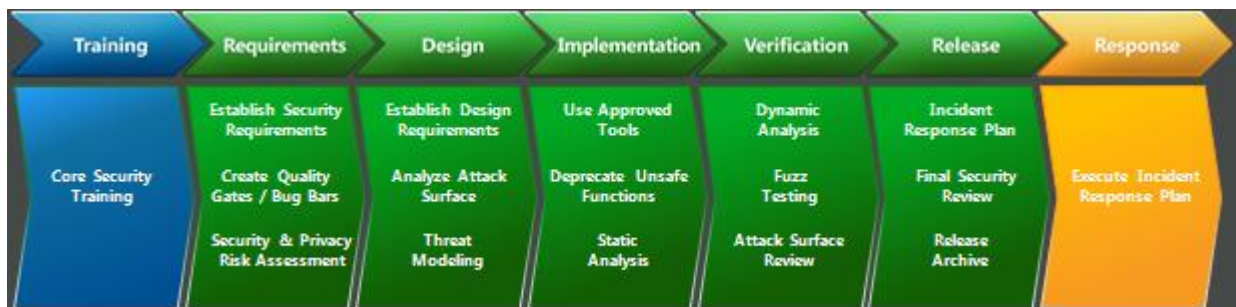 Training
Requirements
Design
Implementation
Verification
Release
Response
Core Security
Training
Establish Security
Requirements
Create Quality
Gates / Bug Bars
Security & Privacy
Risk Assessment
Establish Design
Requirements
Analyze Attack
Surface
Threat
Modeling
Use Approved
Tools
Deprecate Unsafe
Functions
Static
Analysis
Dynamic
Analysis
Fuzz
Testing
Attack Surface
Review
Incident
Response Plan
Final Security
Review
Release
Archive
Execute Incident
Response Plan